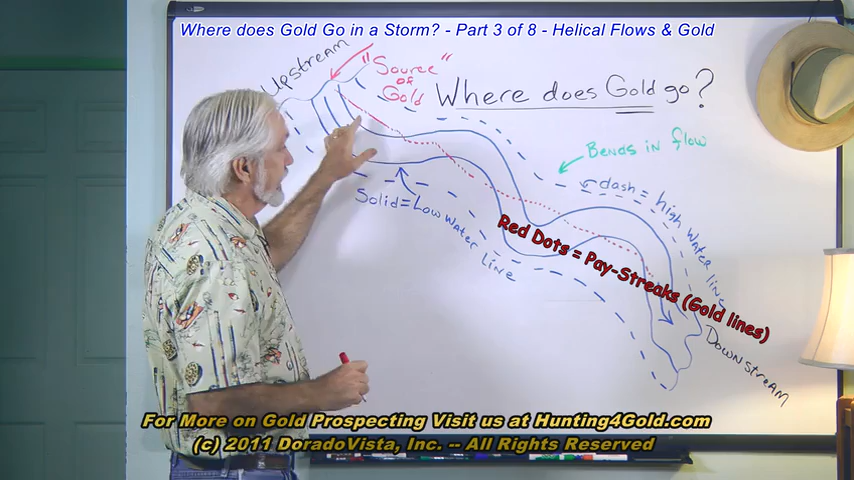 Where does Gold Go in a Storm? - Part 3 of 8 - Helical Flows & Gold
Upstream
"Source"
of
Gold
Where does Gold go?
Bends in flow
dash = high water line
Solid = Low water line
Red Dots = Pay-Streaks (Gold lines)
Downstream
For More on Gold Prospecting Visit us at Hunting4Gold.com
(c) 2011 DoradoVista, Inc. -- All Rights Reserved